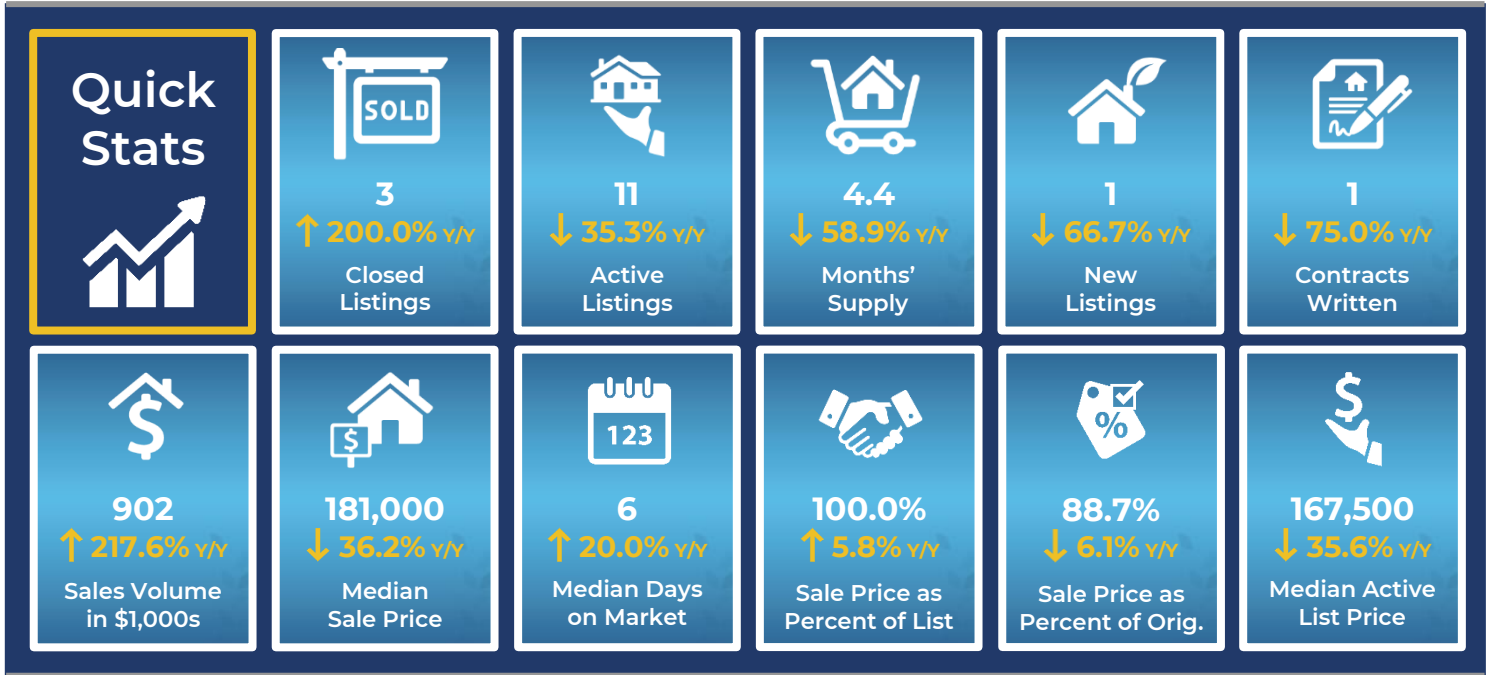 Quick
Stats
SOLD
3
↑ 200.0% Y/Y
Closed
Listings
11
↓ 35.3% Y/Y
Active
Listings
4.4
↓ 58.9% Y/Y
Months’
Supply
1
↓ 66.7% Y/Y
New
Listings
1
↓ 75.0% Y/Y
Contracts
Written
$
902
↑ 217.6% Y/Y
Sales Volume
in $1,000s
$
181,000
↓ 36.2% Y/Y
Median
Sale Price
123
6
↑ 20.0% Y/Y
Median Days
on Market
100.0%
↑ 5.8% Y/Y
Sale Price as
Percent of List
%
88.7%
↓ 6.1% Y/Y
Sale Price as
Percent of Orig.
$
167,500
↓ 35.6% Y/Y
Median Active
List Price